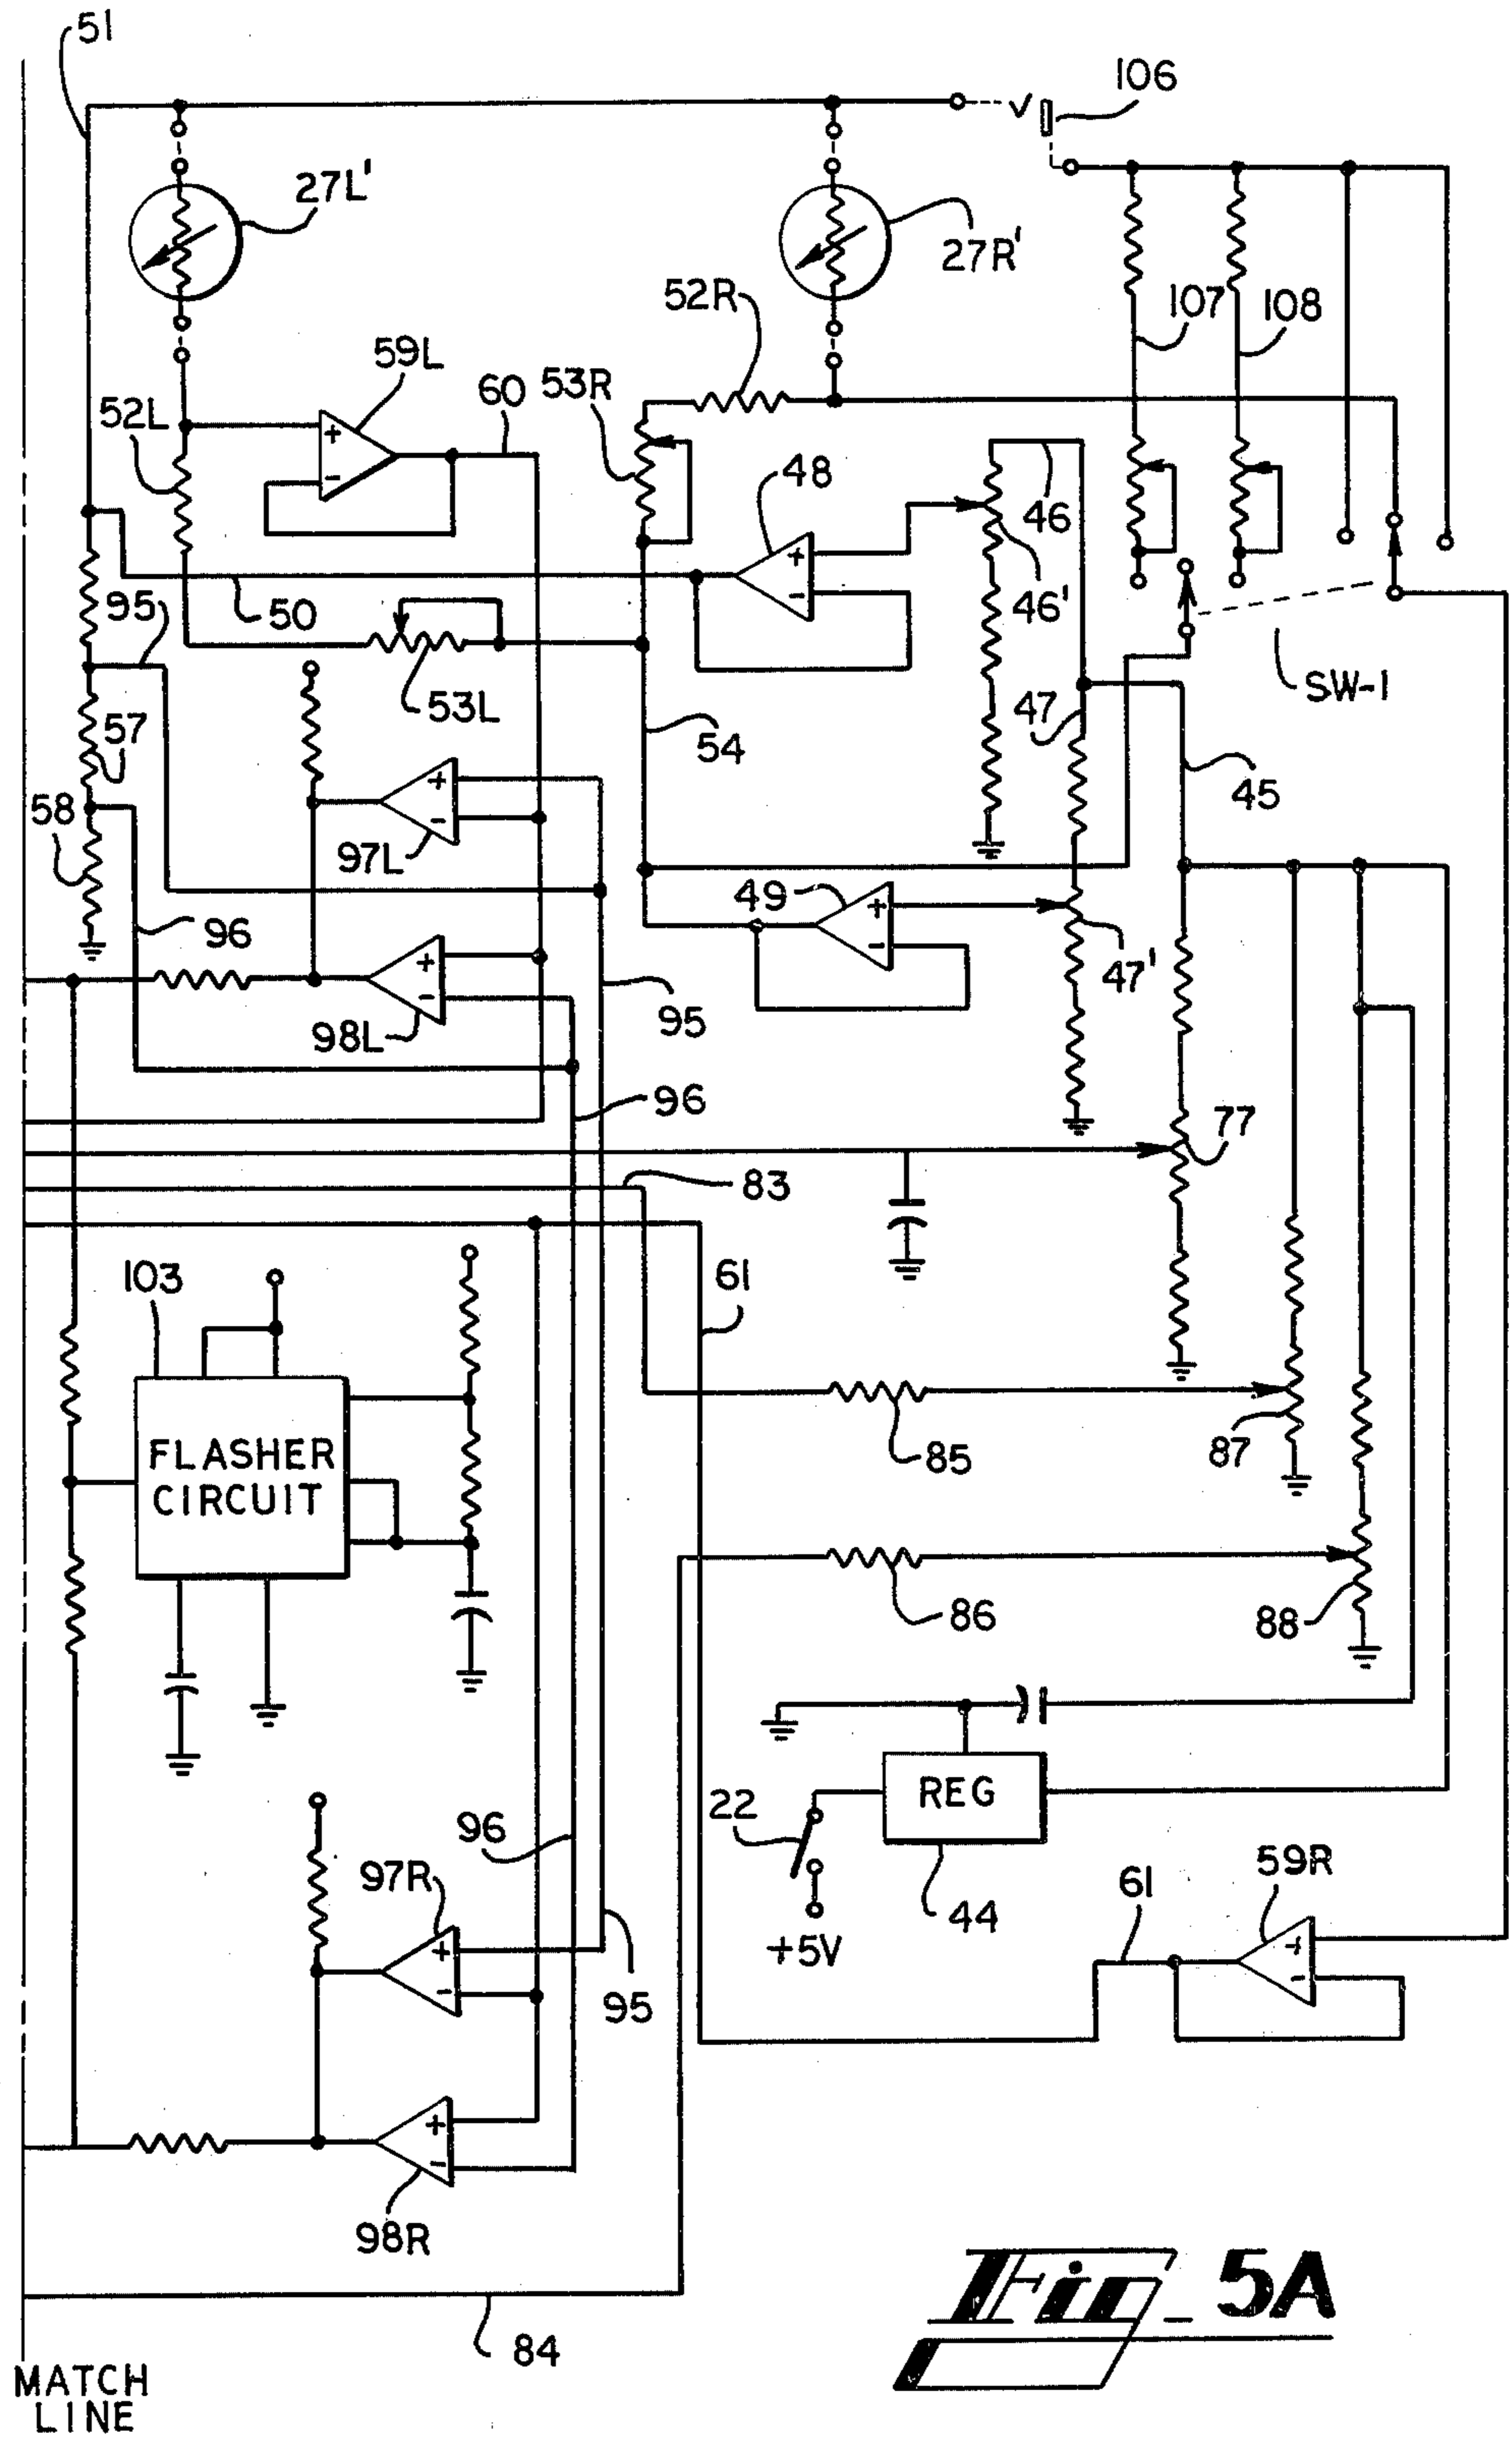 51
106
27L'
27R'
52R
107
108
59L
60
53R
52L
+
-
48
46
+
-
46'
50
95
SW-1
53L
47
57
54
45
58
+
-
97L
49
+
-
96
47'
+
-
98L
95
96
77
83
103
61
FLASHER
CIRCUIT
85
87
86
88
REG
22
96
97R
59R
61
44
+
-
+5V
+
-
95
+
-
98R
Fig_ 5A
84
MATCH
LINE